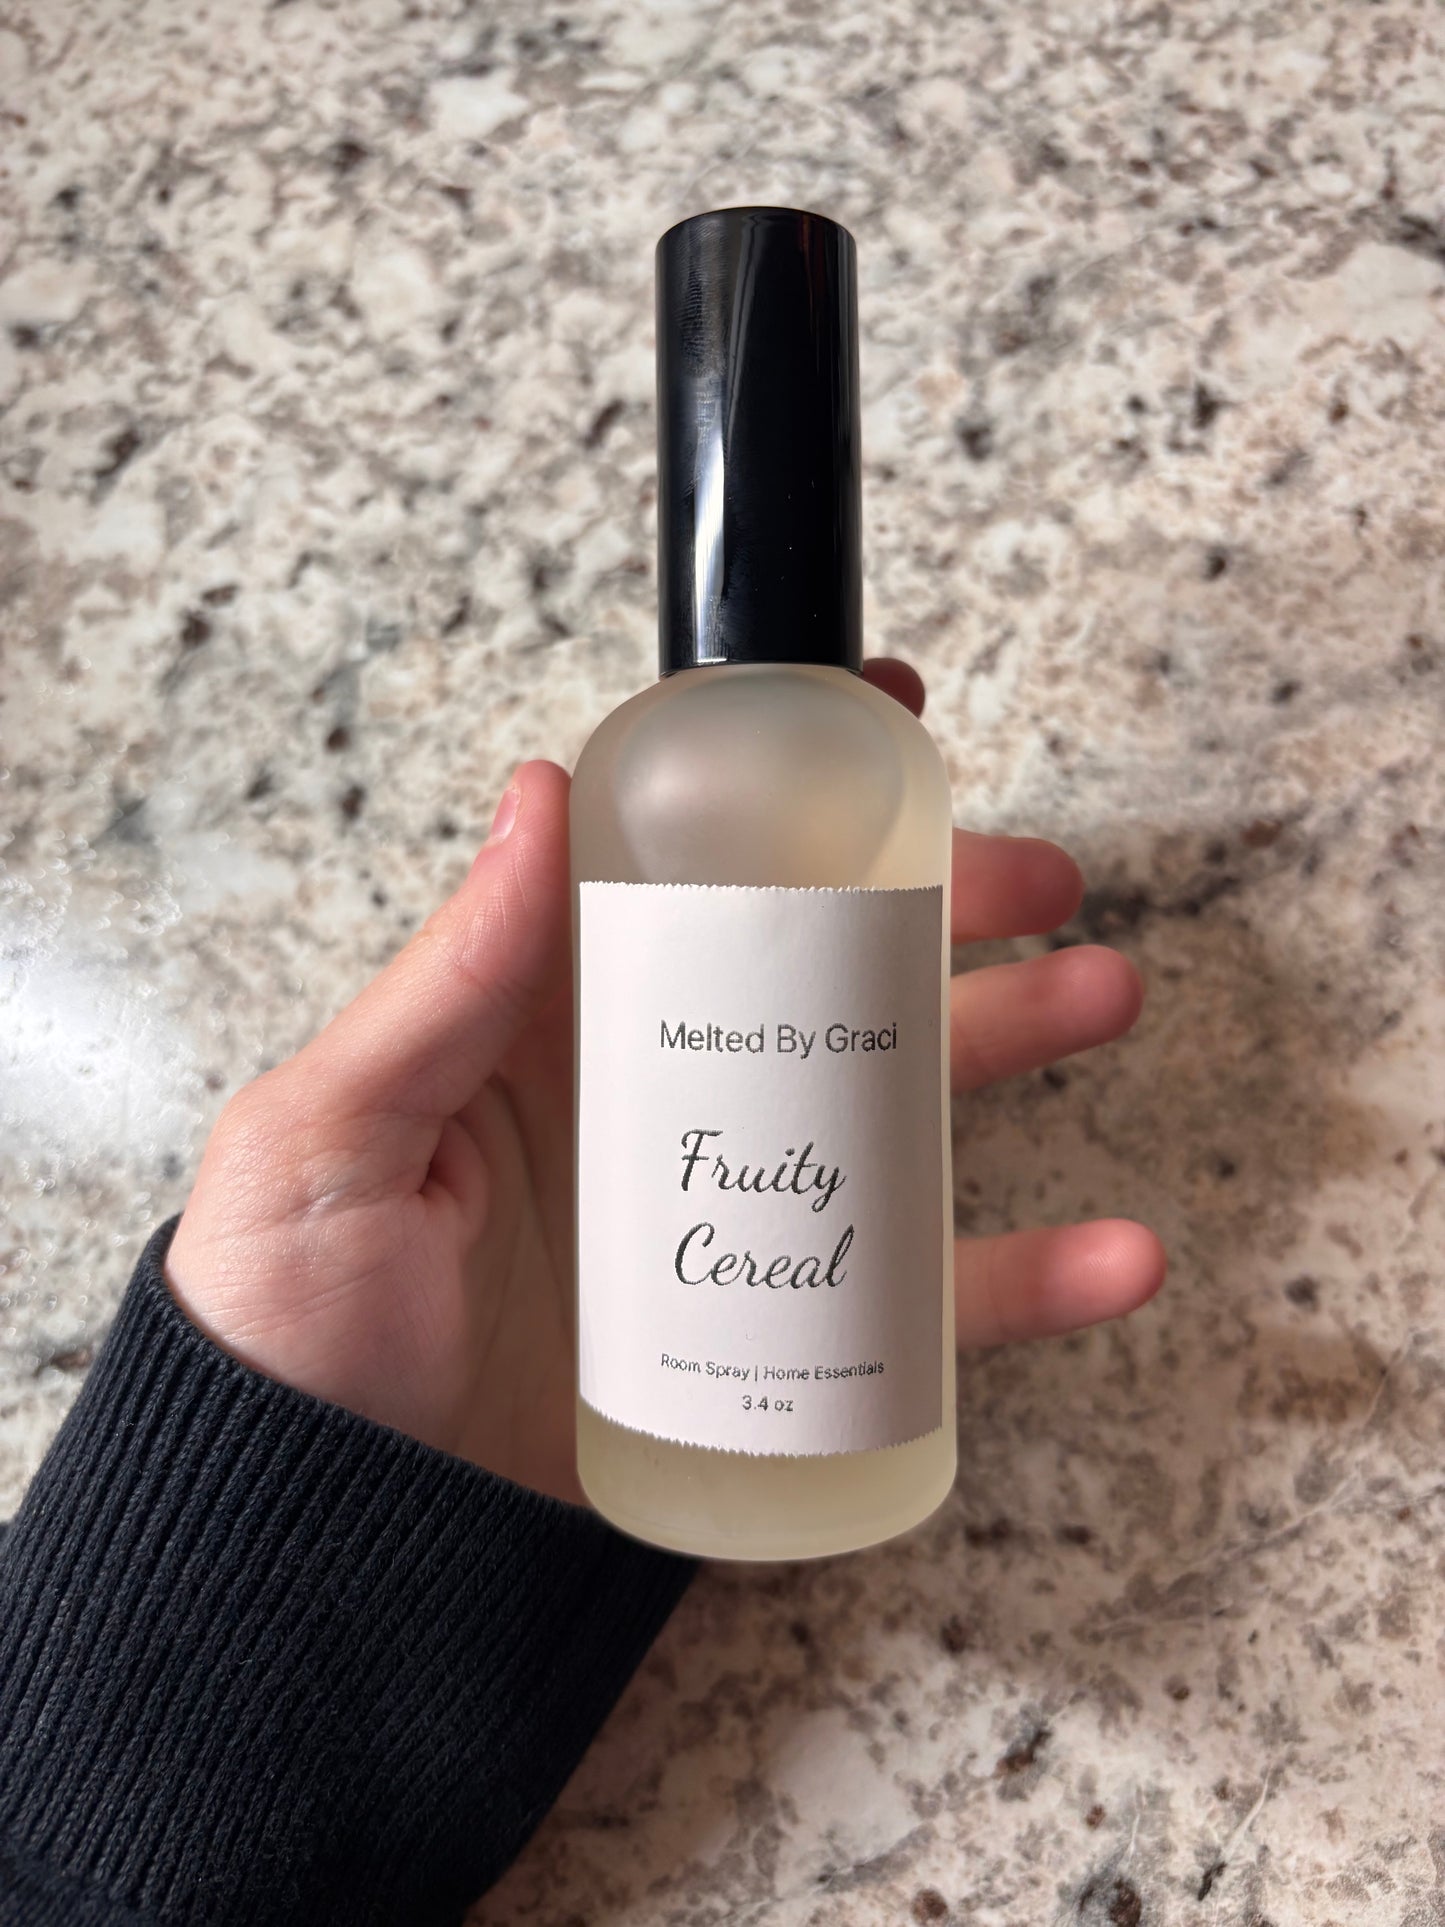 Melted By Graci
Fruity
Cereal
Room Spray | Home Essentials
3.4 oz